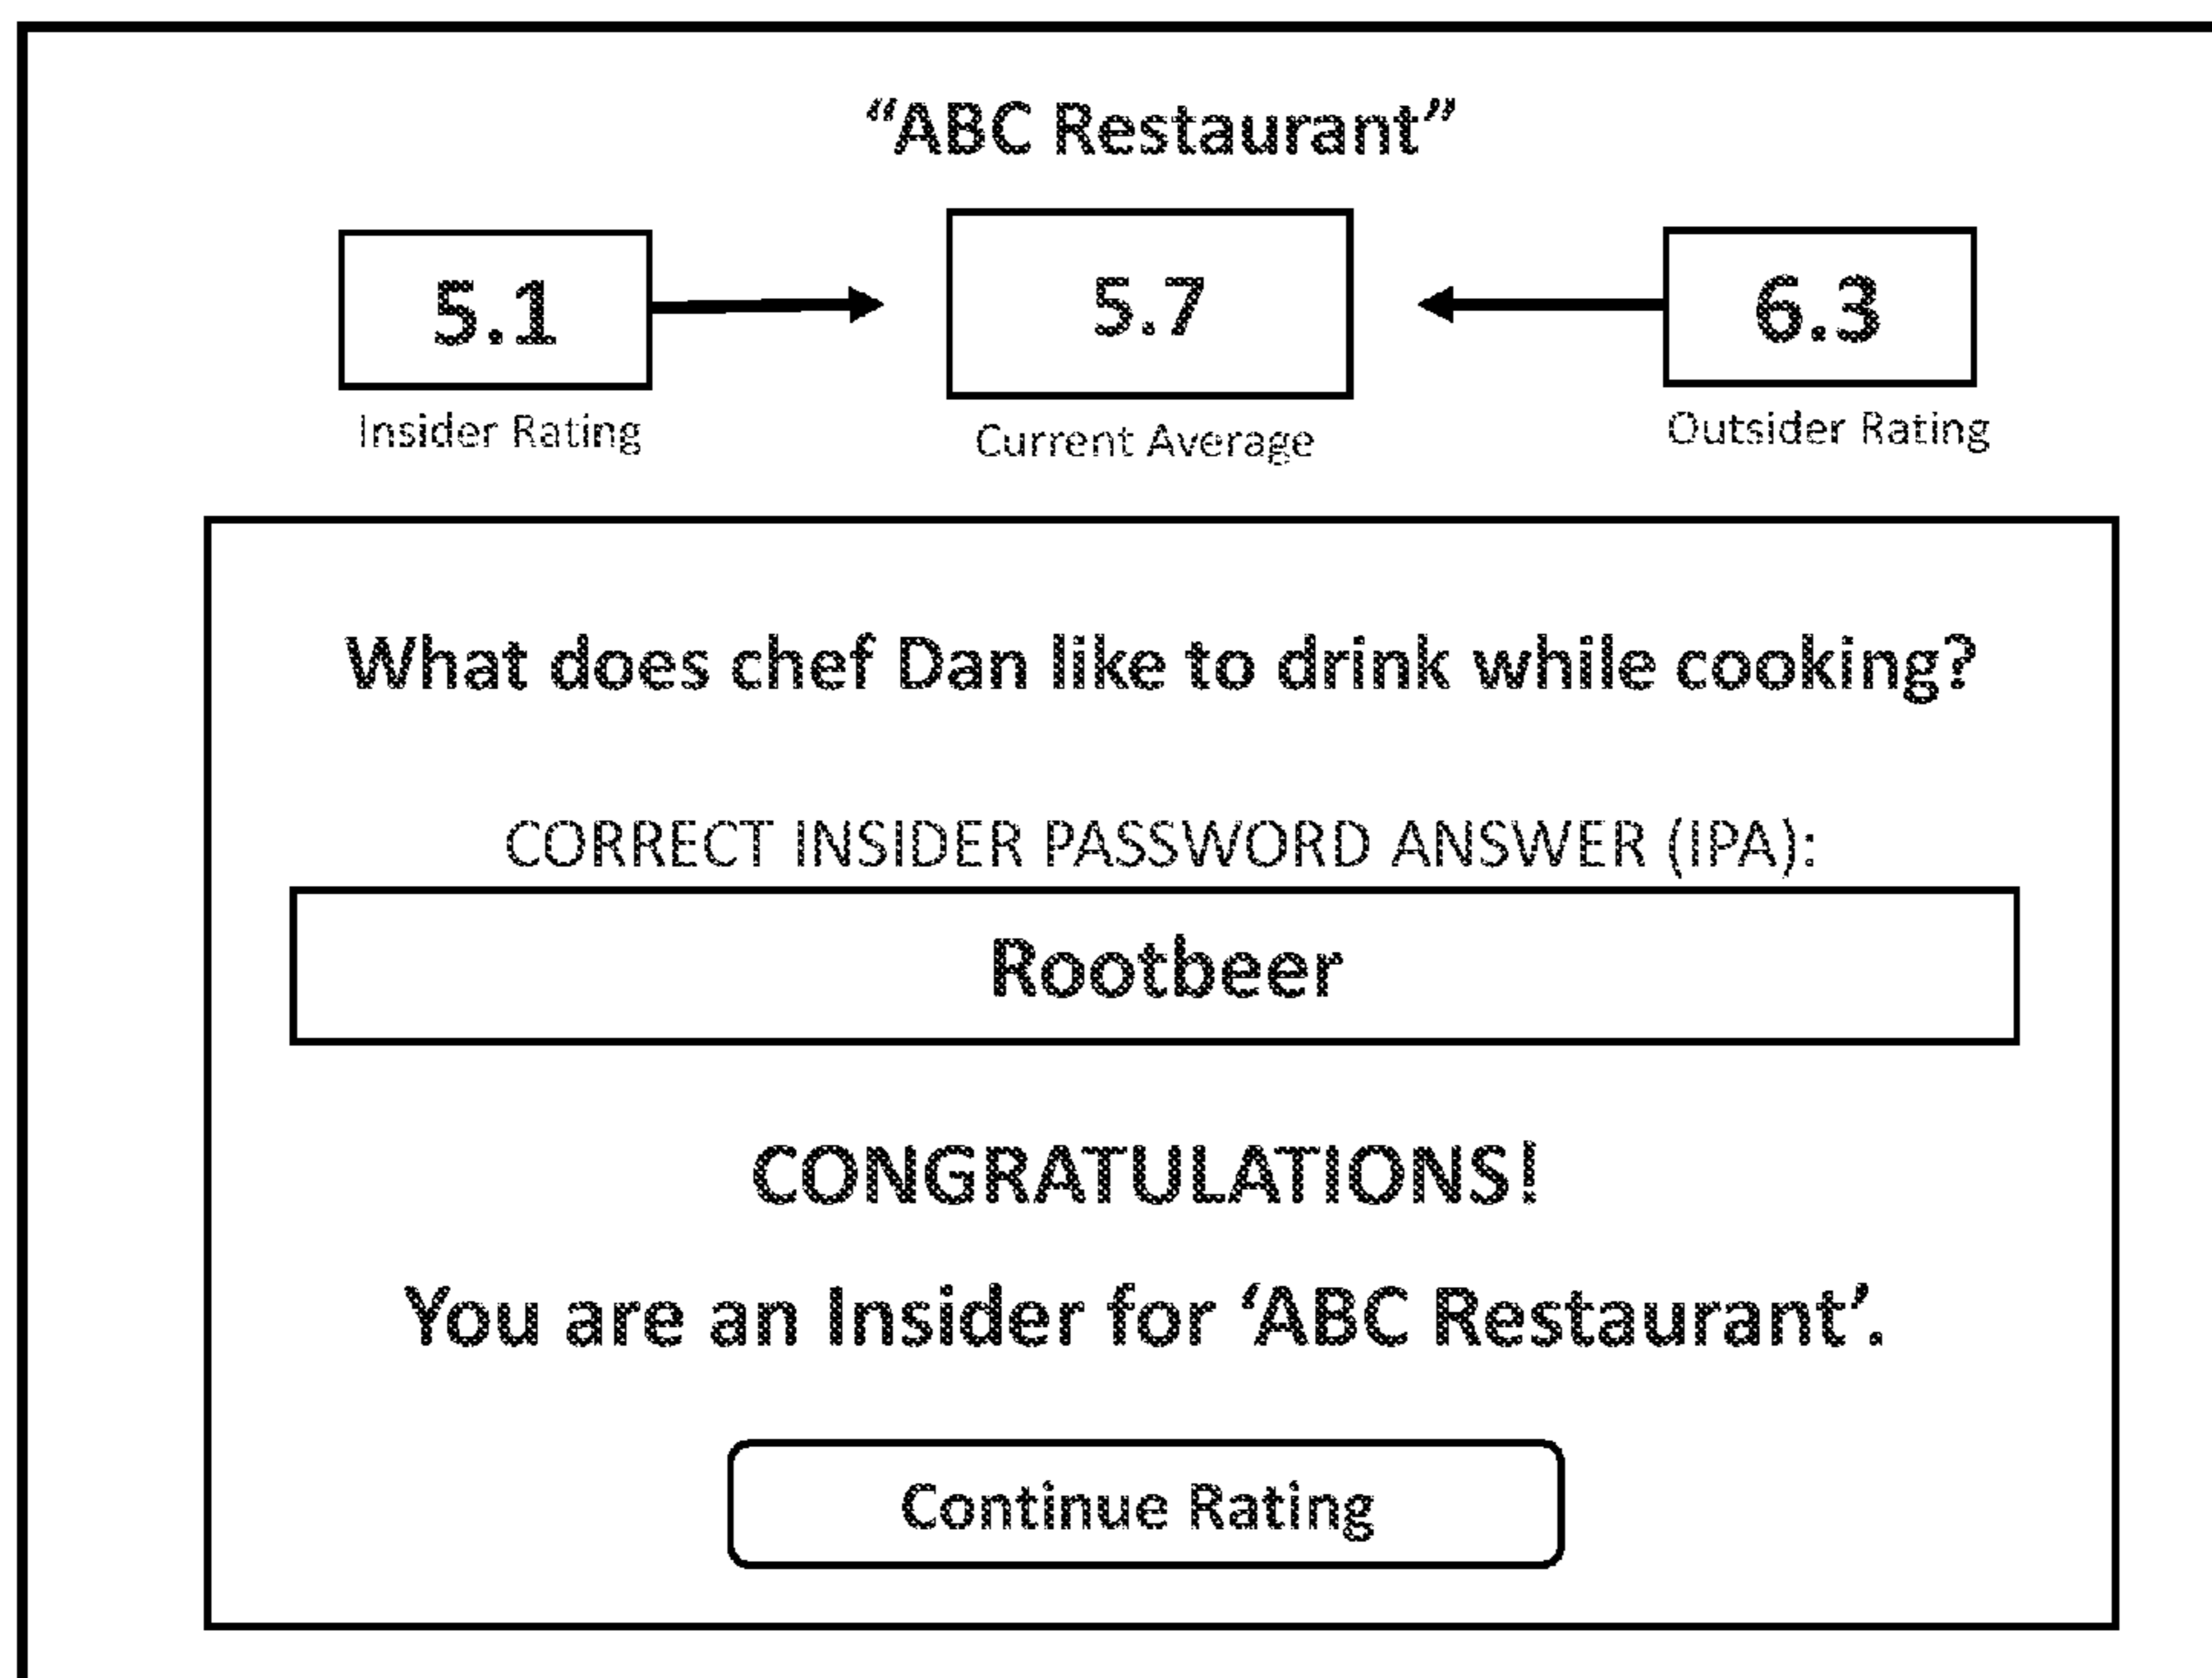 “ABC Restaurant”
5.1
5.7
6.3
Insider Rating
Current Average
Outsider Rating
What does chef Dan like to drink while cooking?
CORRECT INSIDER PASSWORD ANSWER (IPA):
Rootbeer
CONGRATULATIONS!
You are an Insider for ‘ABC Restaurant’.
Continue Rating